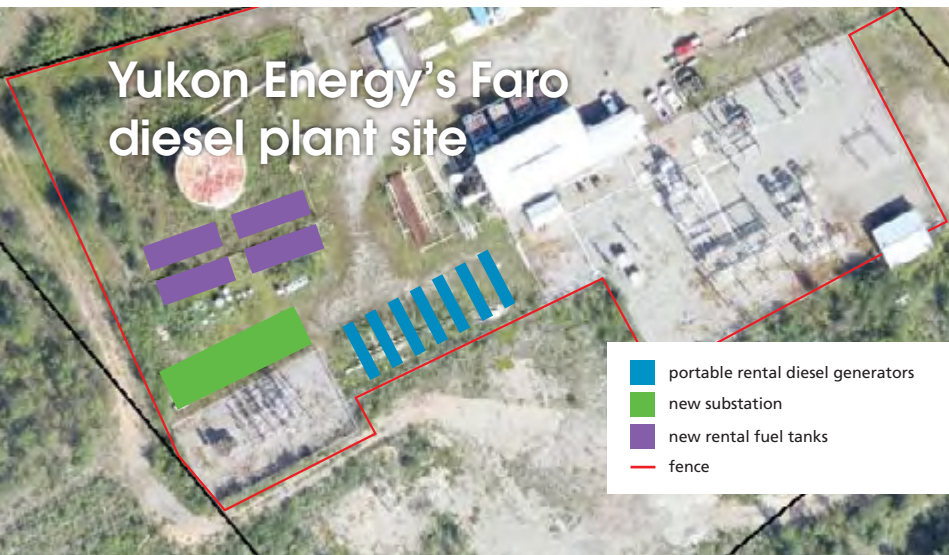 Yukon Energy’s Faro
diesel plant site
portable rental diesel generators
new substation
new rental fuel tanks
fence